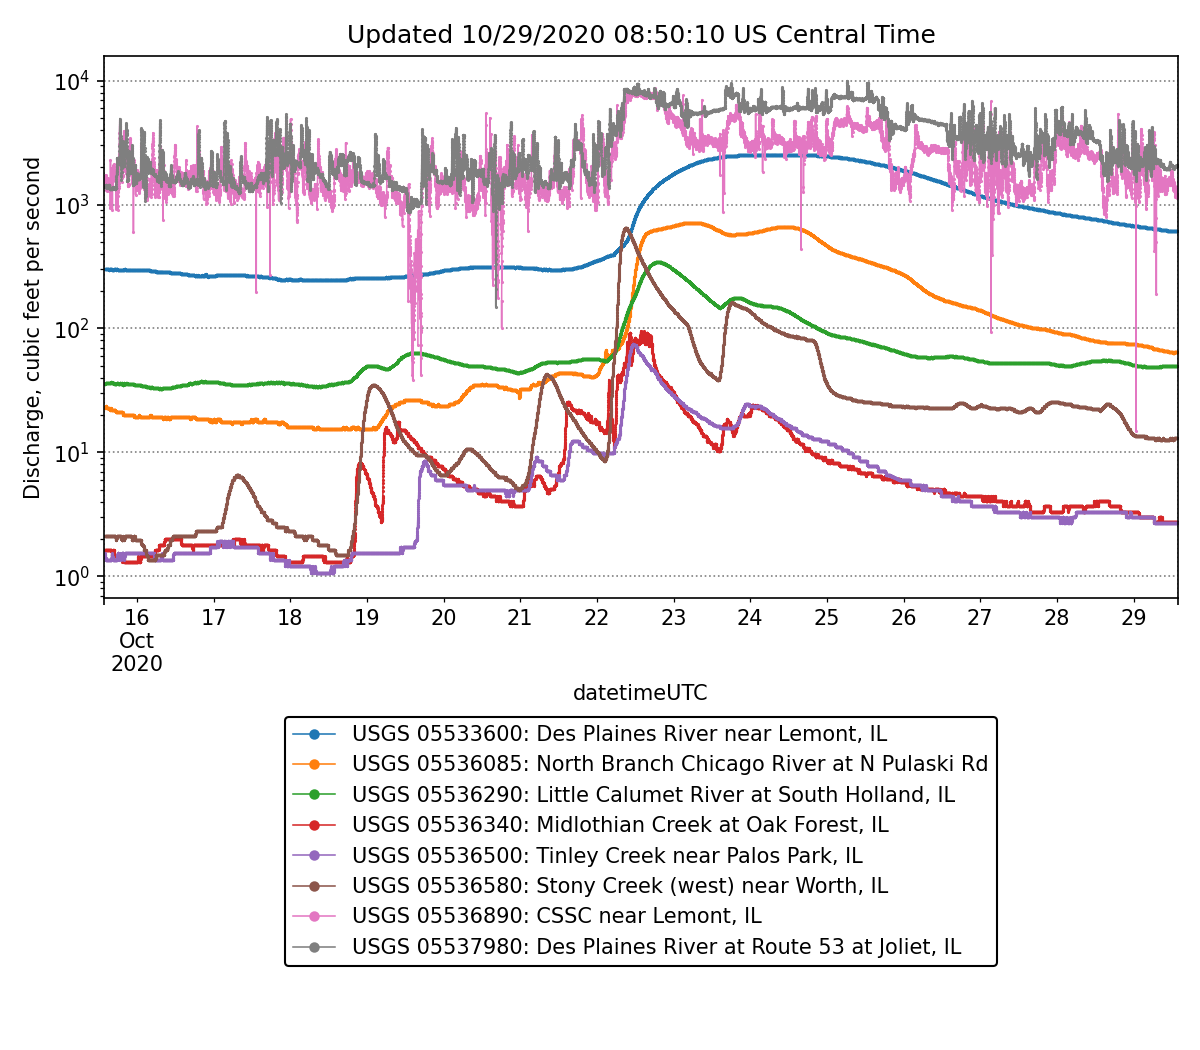 Updated 10/29/2020 08:50:10 US Central Time
Discharge, cubic feet per second
10^4
10^3
10^2
10^1
10^0
16 17 18 19 20 21 22 23 24 25 26 27 28 29
Oct
2020
datetimeUTC
USGS 05533600: Des Plaines River near Lemont, IL
USGS 05536085: North Branch Chicago River at N Pulaski Rd
USGS 05536290: Little Calumet River at South Holland, IL
USGS 05536340: Midlothian Creek at Oak Forest, IL
USGS 05536500: Tinley Creek near Palos Park, IL
USGS 05536580: Stony Creek (west) near Worth, IL
USGS 05536890: CSSC near Lemont, IL
USGS 05537980: Des Plaines River at Route 53 at Joliet, IL